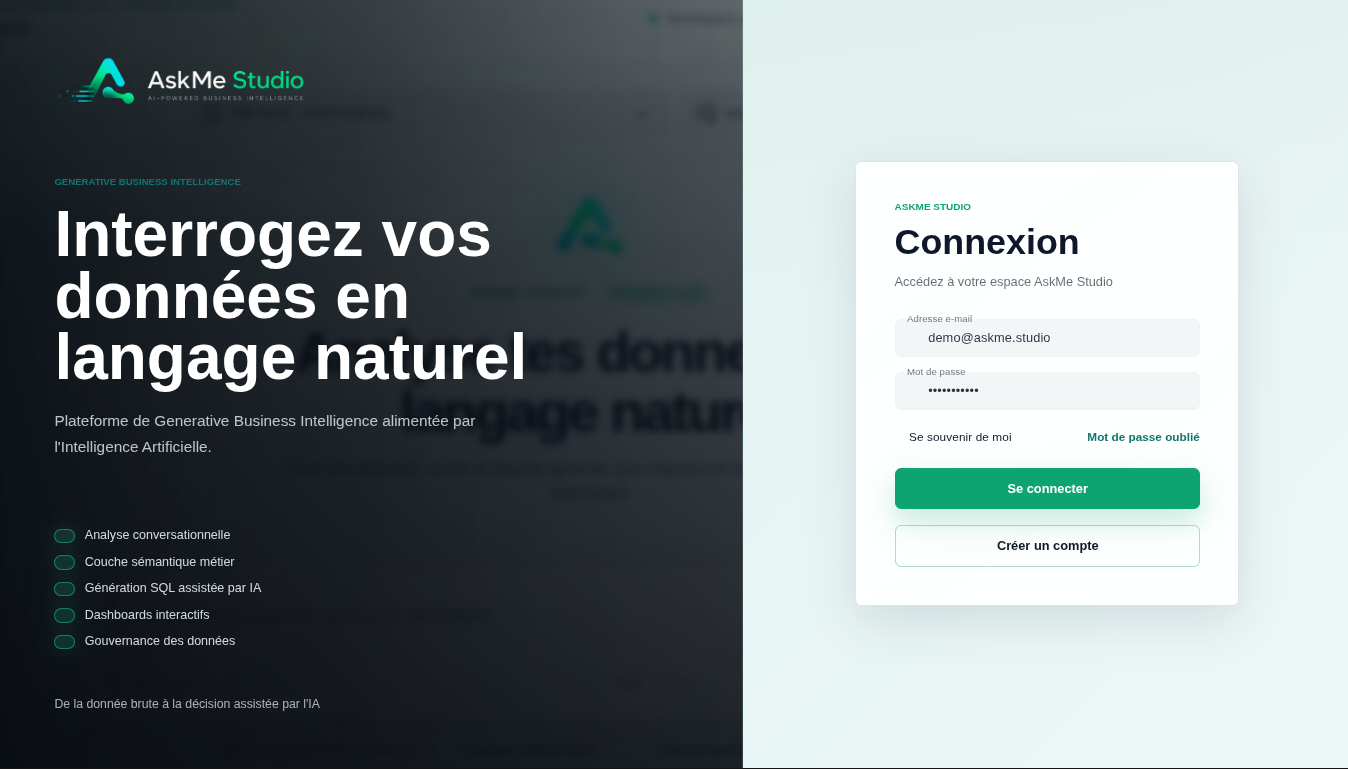 AskMe Studio
AI-POWERED BUSINESS INTELLIGENCE
GENERATIVE BUSINESS INTELLIGENCE
Interrogez vos
données en
langage naturel
Plateforme de Generative Business Intelligence alimentée par
l'Intelligence Artificielle.
Analyse conversationnelle
Couche sémantique métier
Génération SQL assistée par IA
Dashboards interactifs
Gouvernance des données
De la donnée brute à la décision assistée par l'IA
ASKME STUDIO
Connexion
Accédez à votre espace AskMe Studio
Adresse e-mail
demo@askme.studio
Mot de passe
•••••••••••
Se souvenir de moi
Mot de passe oublié
Se connecter
Créer un compte